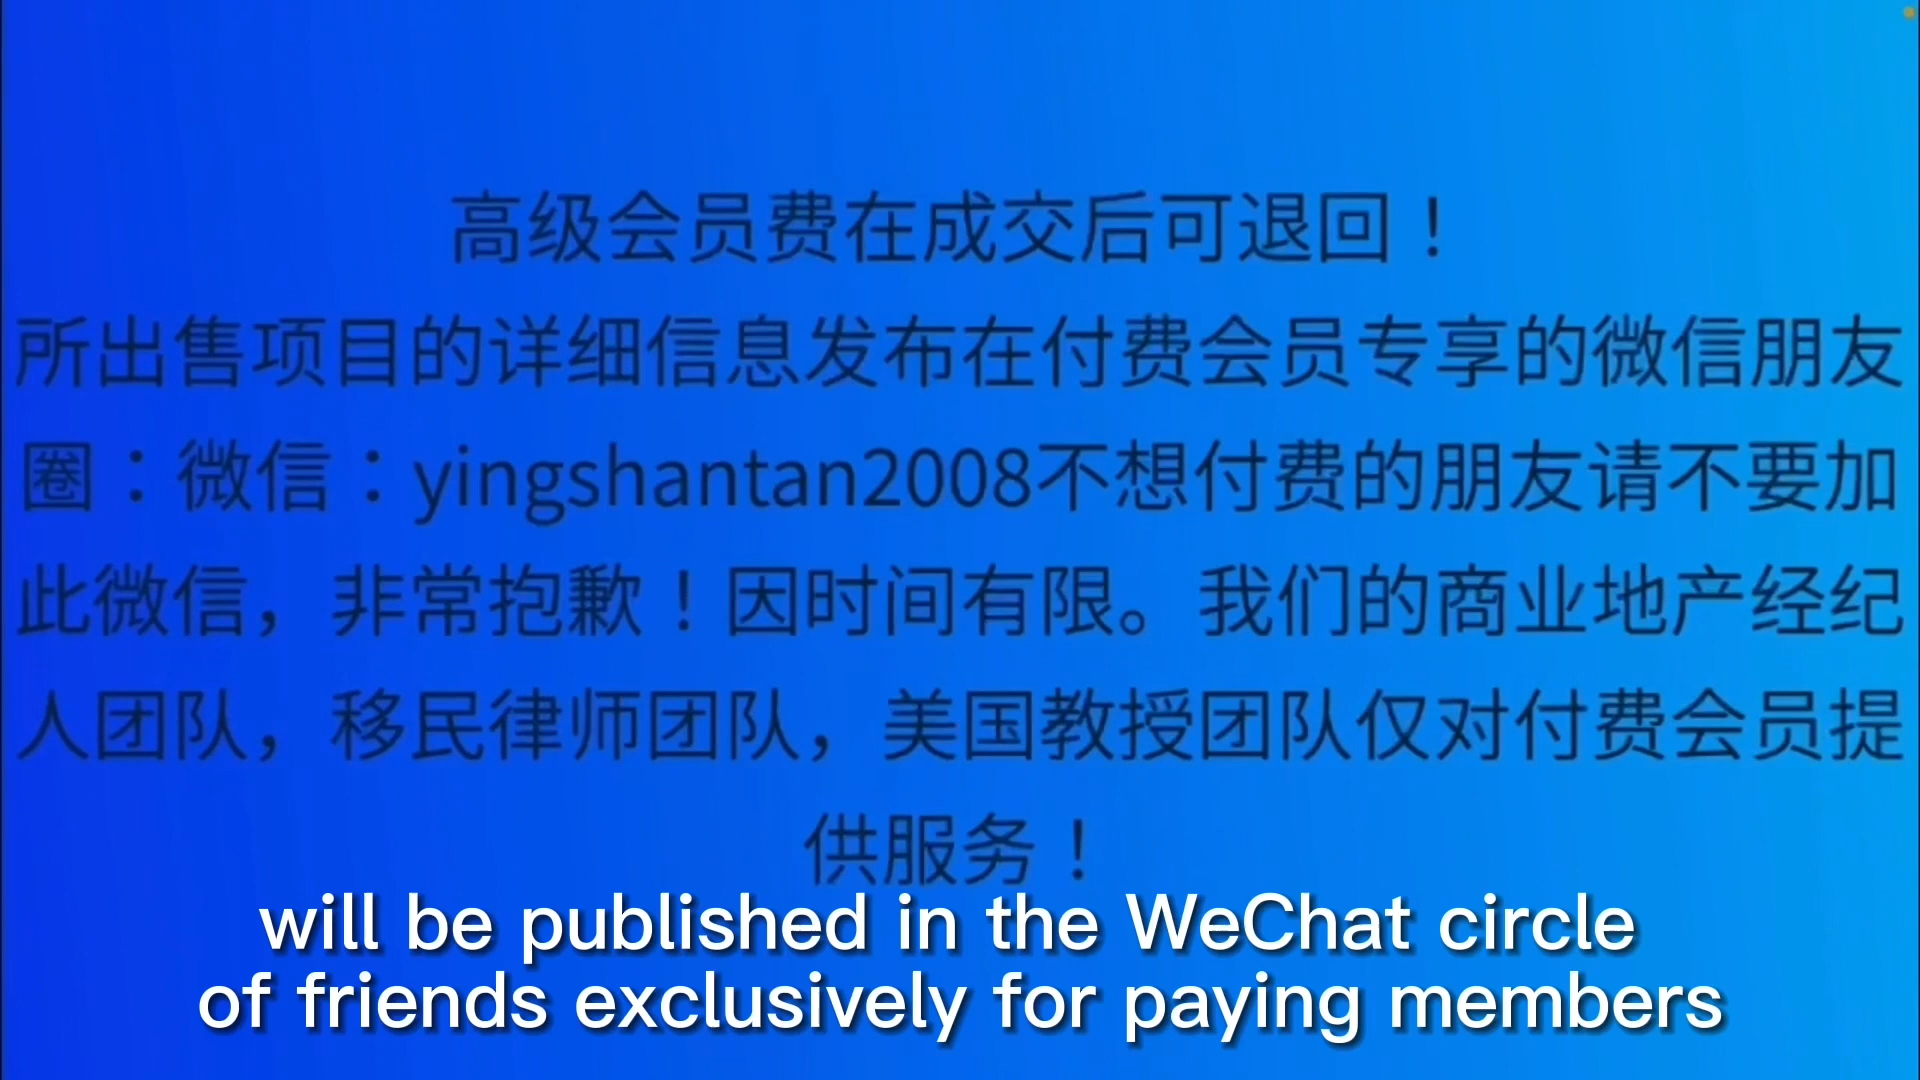 高级会员费在成交后可退回！
所出售项目的详细信息发布在付费会员专享的微信朋友
圈：微信：yingshantan2008不想付费的朋友请不要加
此微信，非常抱歉！因时间有限。我们的商业地产经纪
人团队，移民律师团队，美国教授团队仅对付费会员提
供服务！
will be published in the WeChat circle
of friends exclusively for paying members